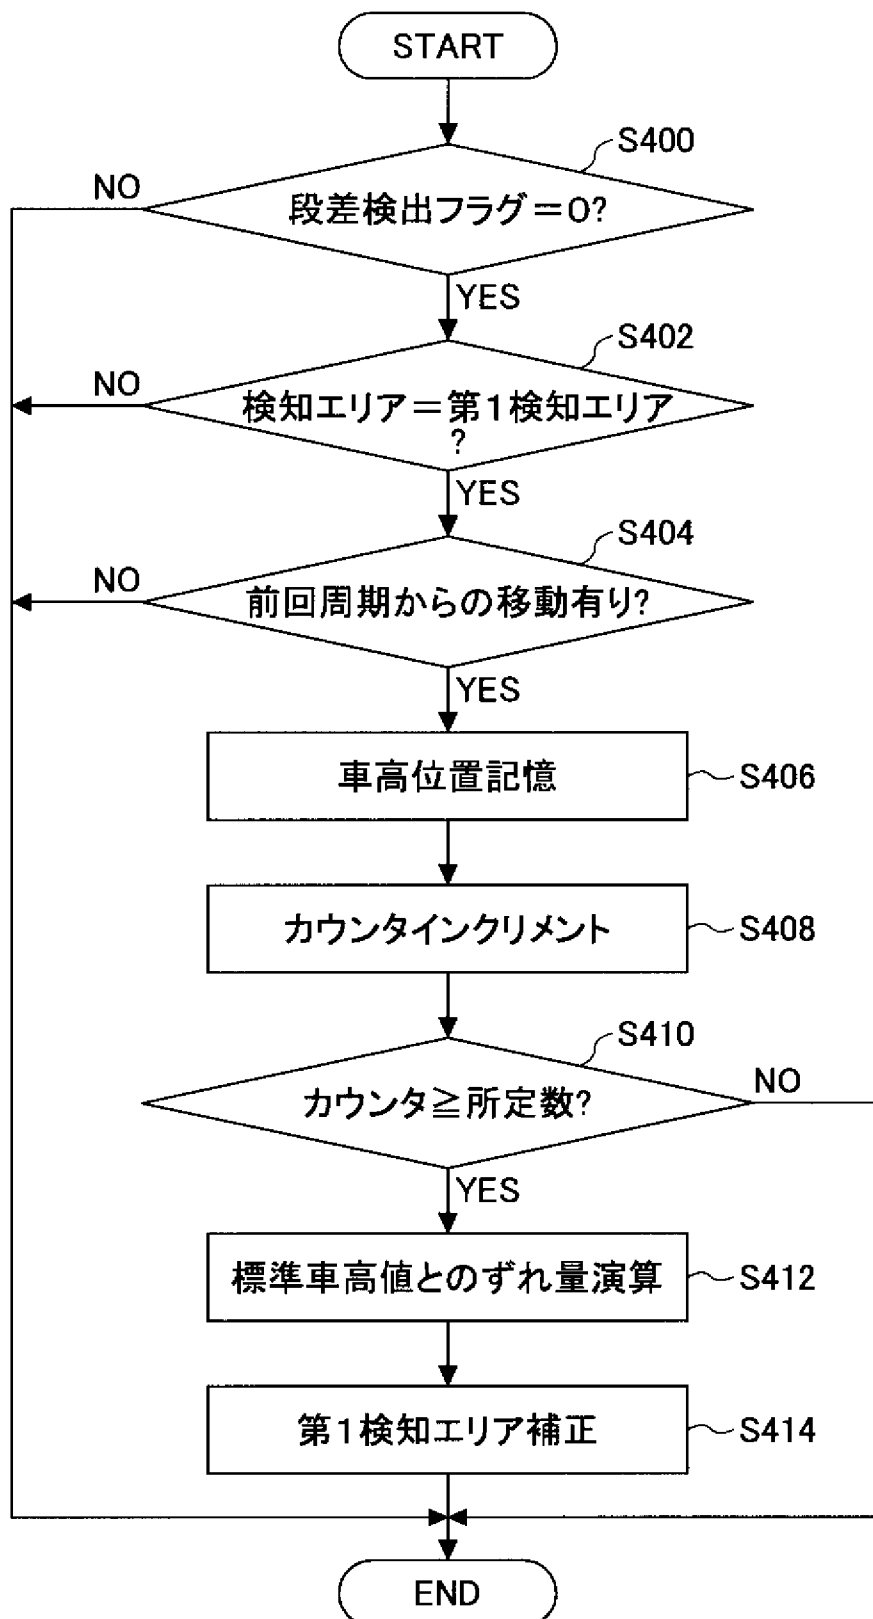 START
S400
NO
段差検出フラグ＝0?
YES
S402
NO
検知エリア＝第1検知エリア
?
YES
S404
NO
前回周期からの移動有り?
YES
車高位置記憶
S406
カウンタインクリメント
S408
S410
カウンタ≧所定数?
NO
YES
標準車高値とのずれ量演算
S412
第1検知エリア補正
S414
END